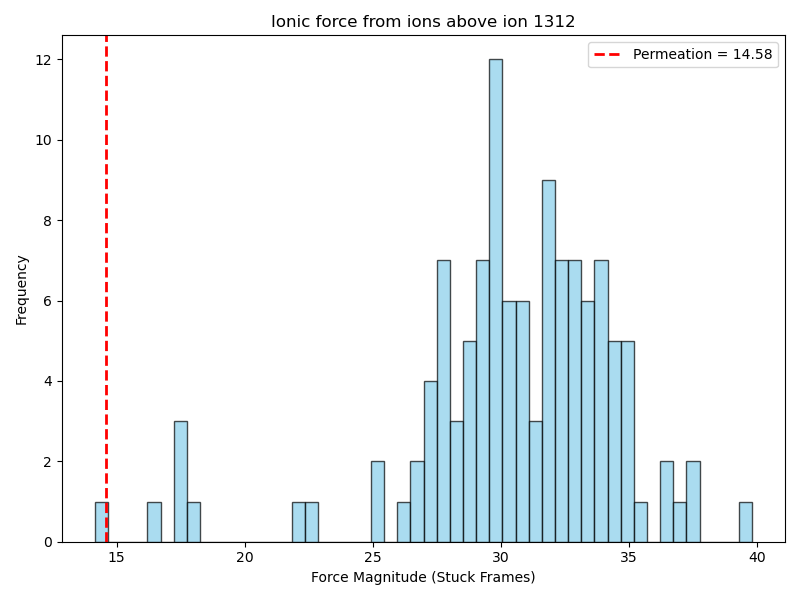 Ionic force from ions above ion 1312
Permeation = 14.58
12
10
8
6
4
2
0
Frequency
15 20 25 30 35 40
Force Magnitude (Stuck Frames)